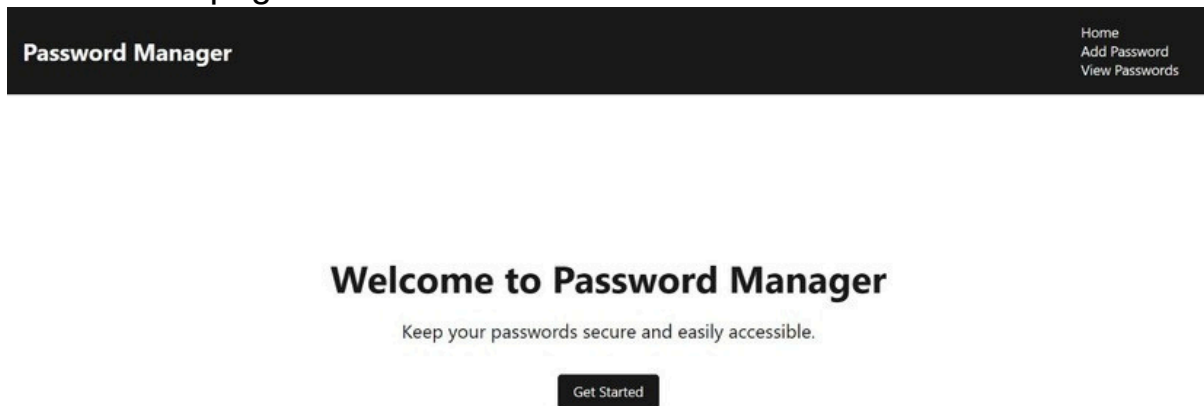 Password Manager
Home
Add Password
View Passwords
Welcome to Password Manager
Keep your passwords secure and easily accessible.
Get Started